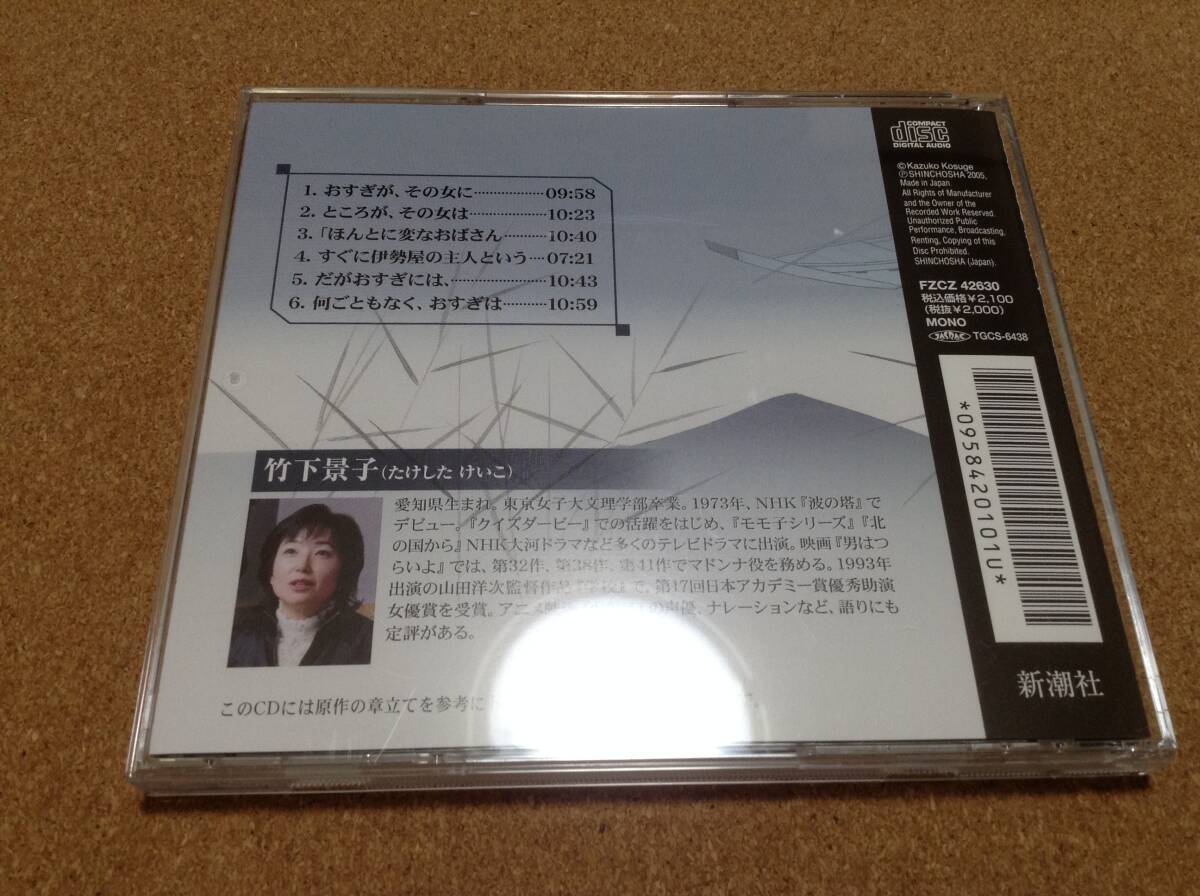 1. おすぎが、その女に………………09:58
2. ところが、その女は…………………10:23
3. 「ほんとに変なおばさん………10:40
4. すぐに伊勢屋の主人という…07:21
5. だがおすぎには、……………………10:43
6. 何ごともなく、おすぎは………10:59
竹下景子(たけした けいこ)
愛知県生まれ。東京女子大文理学部卒業。1973年、NHK『波の塔』で
デビュー。『クイズダービー』での活躍をはじめ、『モモ子シリーズ』『北
の国から』NHK大河ドラマなど多くのテレビドラマに出演。映画『男はつ
らいよ』では、第32作、第38作、第41作でマドンナ役を務める。1993年
出演の山田洋次監督作 で、第17回日本アカデミー賞優秀助演
女優賞を受賞。アニメ の声優、ナレーションなど、語りにも
定評がある。
このCDには原作の章立てを参考に
COMPACT
disc
DIGITAL AUDIO
©Kazuko Kosuge
ⓅSHINCHOSHA 2005,
Made in Japan.
All Rights of Manufacturer
and the Owner of the
Recorded Work Reserved.
Unauthorized Public
Performance, Broadcasting,
Renting, Copying of this
Disc Prohibited.
SHINCHOSHA (Japan).
FZCZ 42630
税込価格¥2,100
(税抜¥2,000)
MONO
JASRAC TGCS-6438
*0958420101U*
新潮社